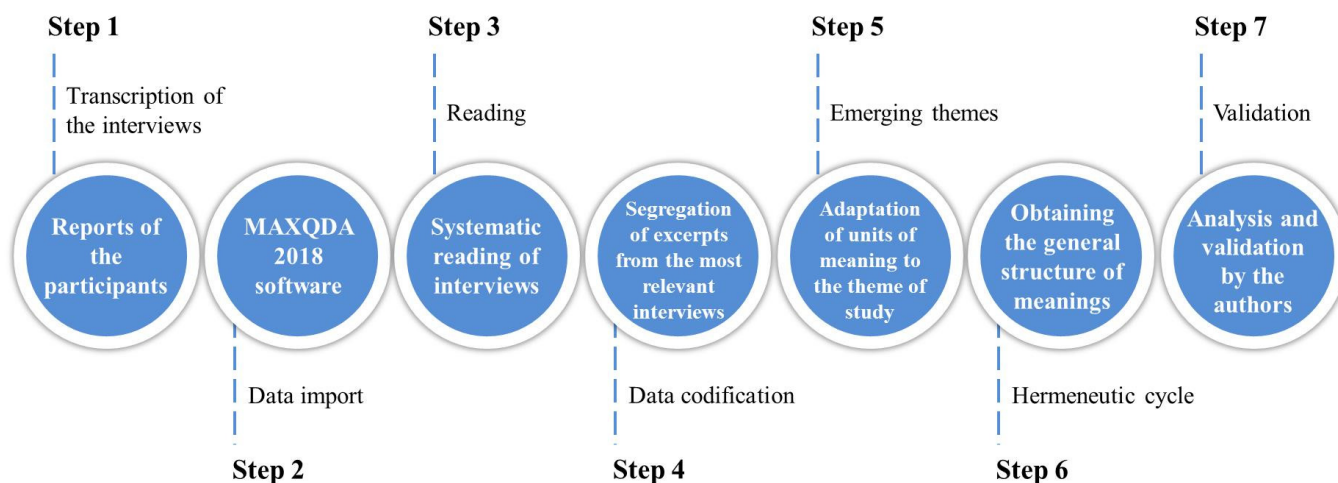 Step 1
Transcription of
the interviews
Reports of
the
participants
MAXQDA
2018
software
Data import
Step 2
Step 3
Reading
Systematic
reading of
interviews
Segregation
of excerpts
from the most
relevant
interviews
Data codification
Step 4
Step 5
Emerging themes
Adaptation
of units of
meaning to
the theme of
study
Obtaining
the general
structure of
meanings
Hermeneutic cycle
Step 6
Step 7
Validation
Analysis and
validation
by the
authors